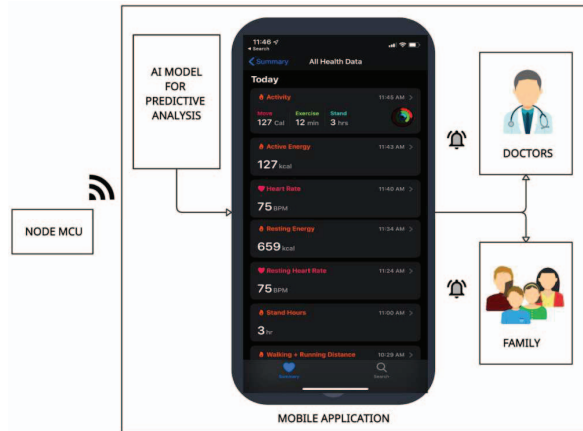 AI MODEL
FOR
PREDICTIVE
ANALYSIS
NODE MCU
11:46
Search
Summary All Health Data
Today
Activity 11:45 AM
Move Exercise Stand
127 Cal 12 min 3 hrs
Active Energy 11:43 AM
127 kcal
Heart Rate 11:40 AM
75 BPM
Resting Energy 11:34 AM
659 kcal
Resting Heart Rate 11:24 AM
75 BPM
Stand Hours 11:00 AM
3 hr
Walking + Running Distance 10:29 AM
Summary Search
MOBILE APPLICATION
DOCTORS
FAMILY